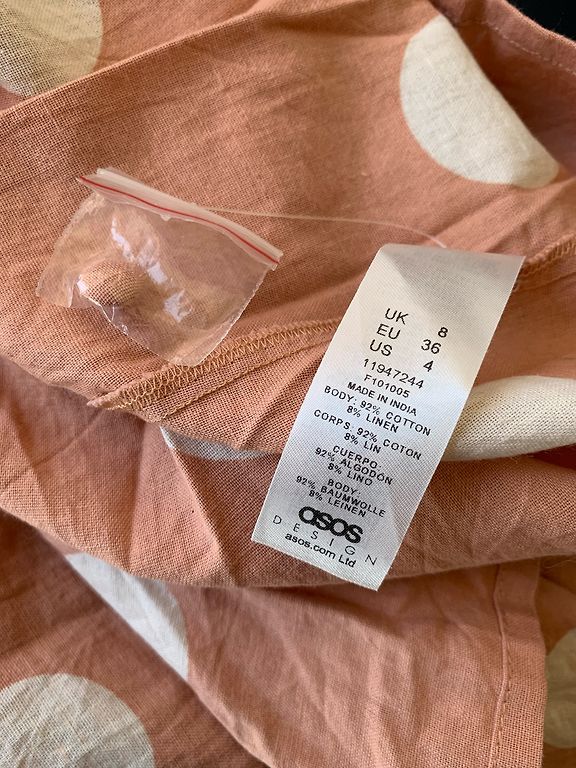 UK 8
EU 36
US 4
11947244
F101005
MADE IN INDIA
BODY: 92% COTTON
8% LINEN
CORPS: 92% COTON
8% LIN
CUERPO:
92% ALGODÓN
8% LINO
BODY:
92% BAUMWOLLE
8% LEINEN
asos
DESIGN
asos.com Ltd